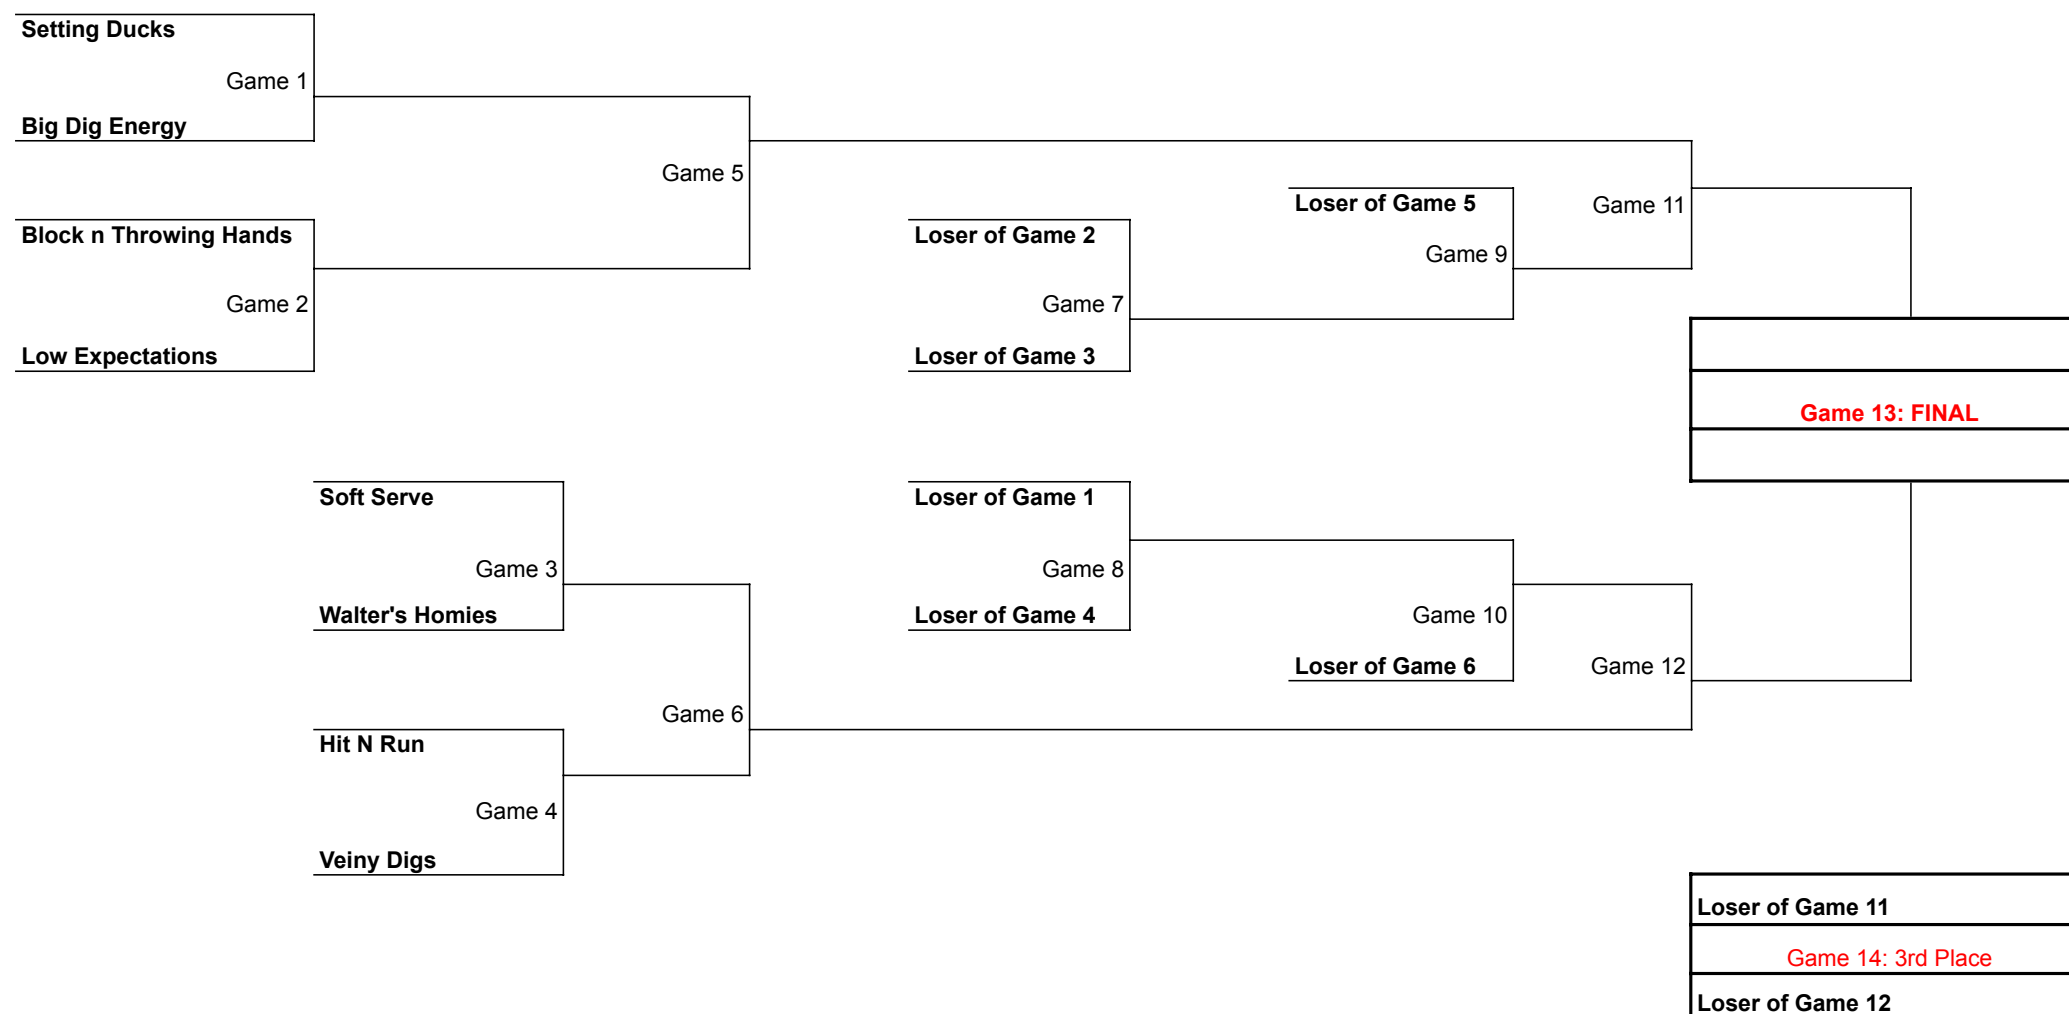 Setting Ducks
Game 1
Big Dig Energy
Game 5
Block n Throwing Hands
Game 2
Low Expectations
Loser of Game 2
Game 7
Loser of Game 3
Loser of Game 5
Game 9
Game 11
Game 13: FINAL
Soft Serve
Game 3
Walter's Homies
Game 6
Hit N Run
Game 4
Veiny Digs
Loser of Game 1
Game 8
Loser of Game 4
Game 10
Loser of Game 6
Game 12
Loser of Game 11
Game 14: 3rd Place
Loser of Game 12